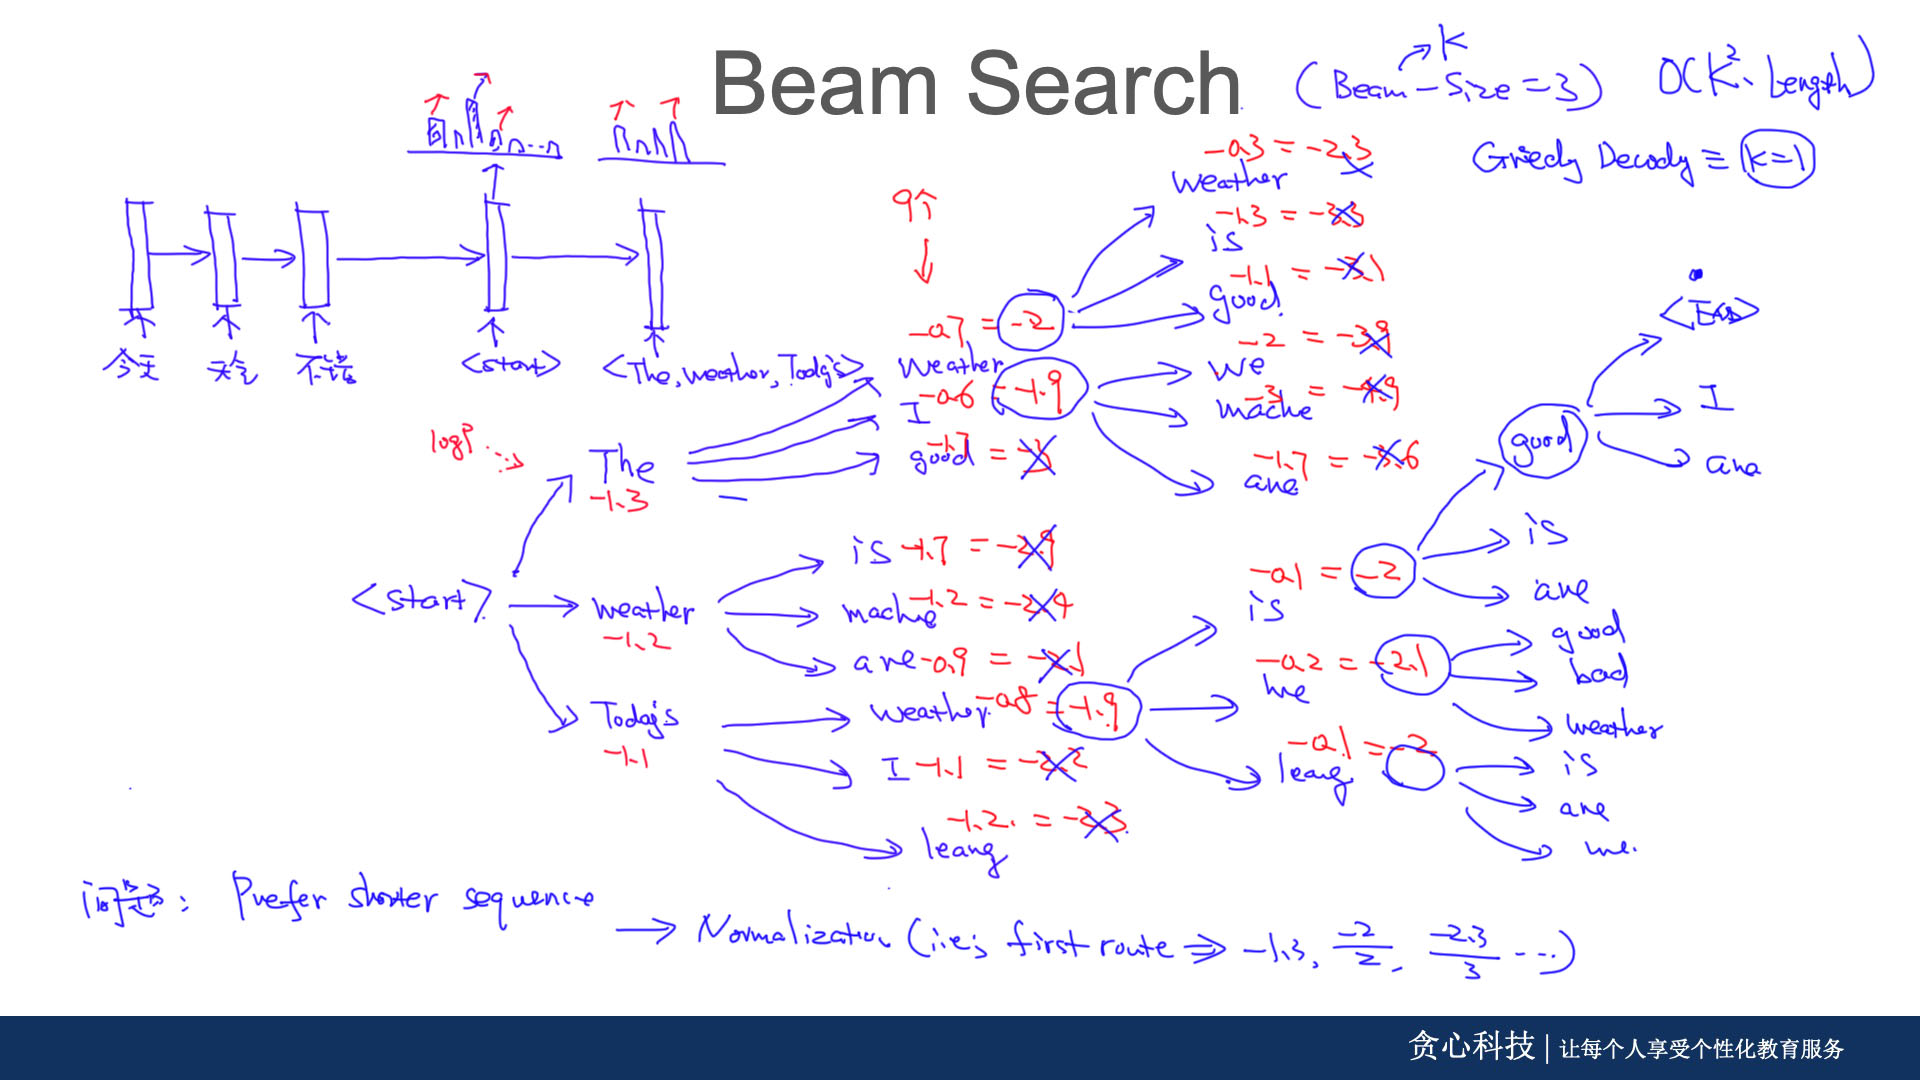 Beam Search
K
(Beam-Size=3)
O(K². Length)
Greedy Decody ≡ k=1
今天
天气
不错
<start>
<The, weather, Today's>
9个
logP
<start>
The
-1.3
weather
-1.2
Today's
-1.1
-0.7 = -2
weather
-0.6 = -1.9
I
-1.7
good = -3
is -1.7 = -2.9
-1.2 = -2.4
machie
are -0.9 = -2.1
weather -0.8 = -1.9
I -1.1 = -2.2
-1.2. = -2.3
leang
-0.3 = -2.3
weather
-1.3 = -3.3
is
-1.1 = -3.1
good
-2 = -3.9
we
-3 = -4.9
mache
-1.7 = -3.6
are
-0.1 = -2
is
-0.2 = -2.1
we
-0.1 = -2
leang
good
is
are
good
bad
weather
is
are
we.
<Eos>
I
are
问题: Prefer shorter sequence
→ Normalization (i.e; first route ⇒ -1.3, -2/2, -2.3/3 ...)
贪心科技 | 让每个人享受个性化教育服务